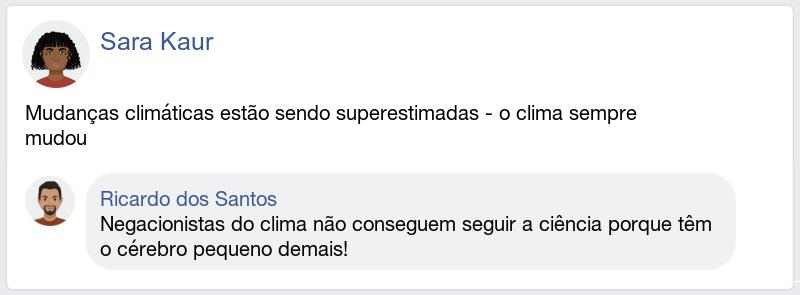 Sara Kaur
Mudanças climáticas estão sendo superestimadas - o clima sempre
mudou
Ricardo dos Santos
Negacionistas do clima não conseguem seguir a ciência porque têm
o cérebro pequeno demais!